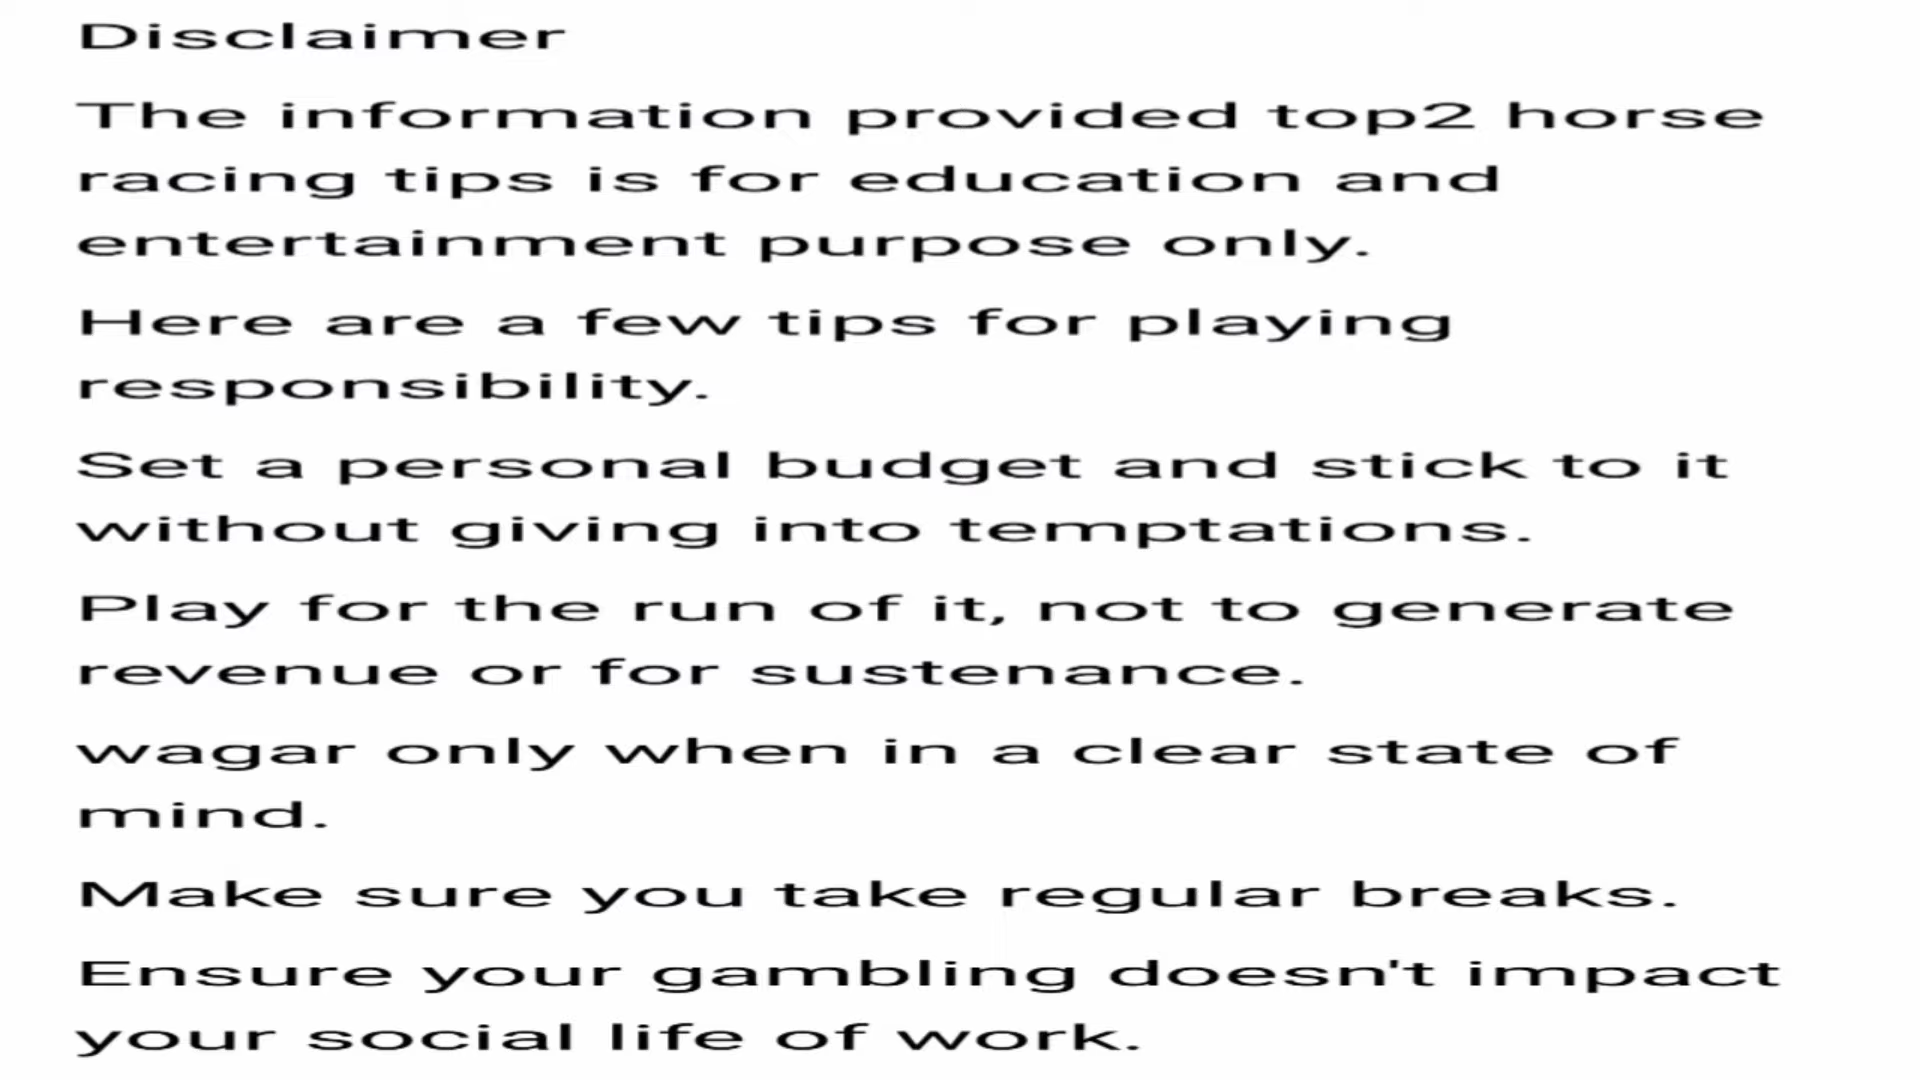 Disclaimer
The information provided top2 horse
racing tips is for education and
entertainment purpose only.
Here are a few tips for playing
responsibility.
Set a personal budget and stick to it
without giving into temptations.
Play for the run of it, not to generate
revenue or for sustenance.
wagar only when in a clear state of
mind.
Make sure you take regular breaks.
Ensure your gambling doesn't impact
your social life of work.